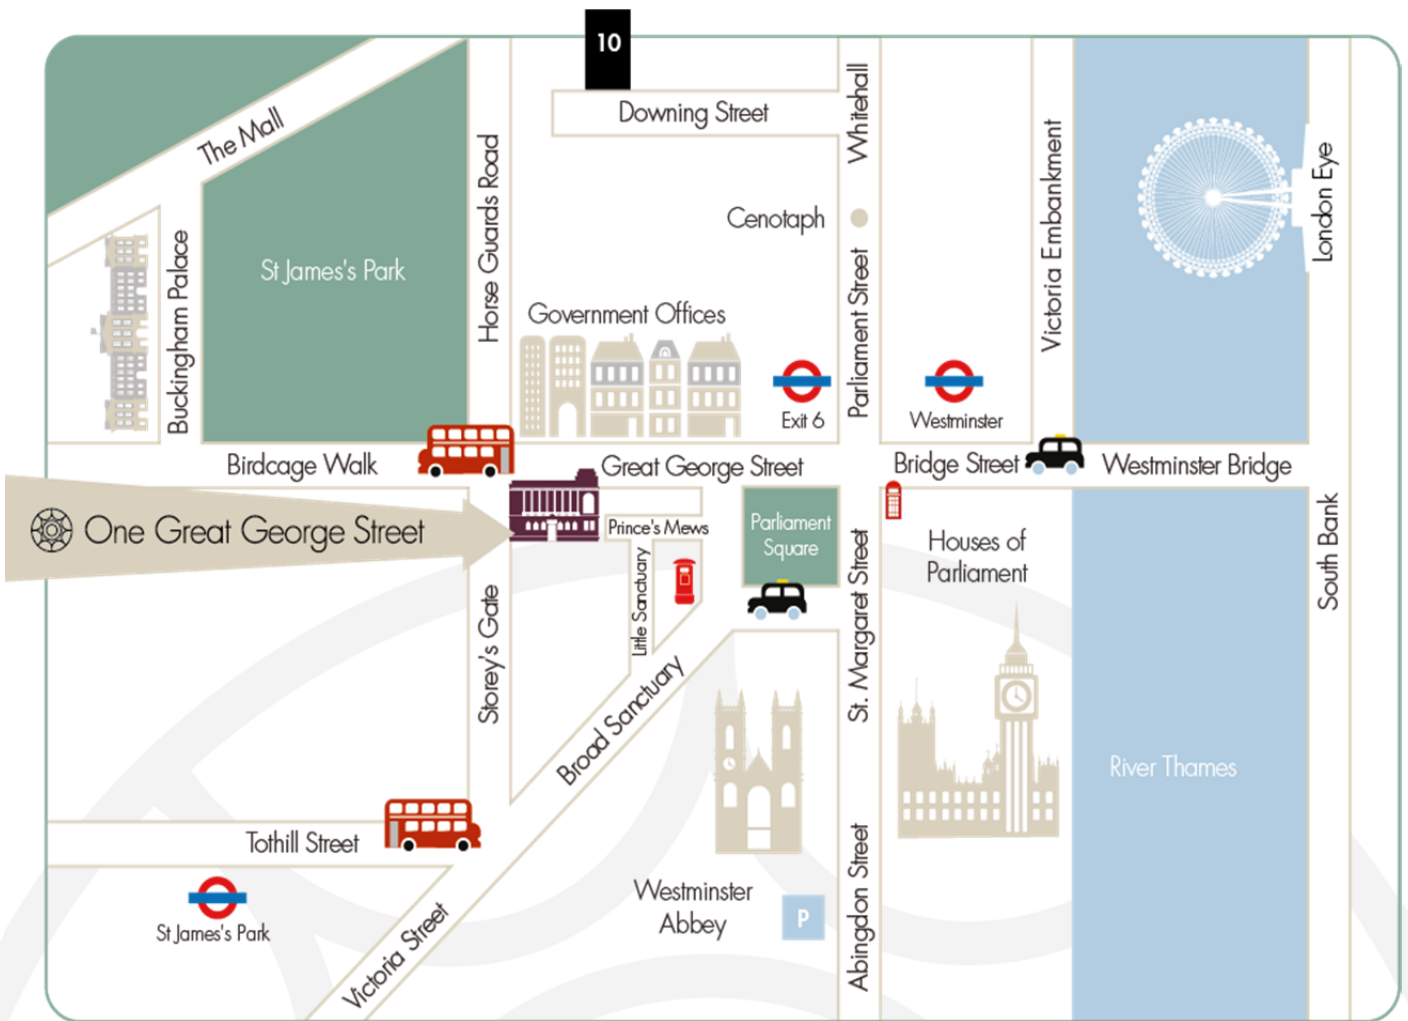 10
Downing Street
Whitehall
The Mall
Horse Guards Road
Victoria Embankment
London Eye
Cenotaph
Buckingham Palace
St James's Park
Parliament Street
Government Offices
Exit 6
Westminster
Birdcage Walk
Great George Street
Bridge Street
Westminster Bridge
One Great George Street
Prince's Mews
Parliament
Square
Houses of
Parliament
South Bank
Little Sanctuary
St. Margaret Street
Storey's Gate
Broad Sanctuary
River Thames
Tothill Street
Westminster
Abbey
P
Abingdon Street
St James's Park
Victoria Street